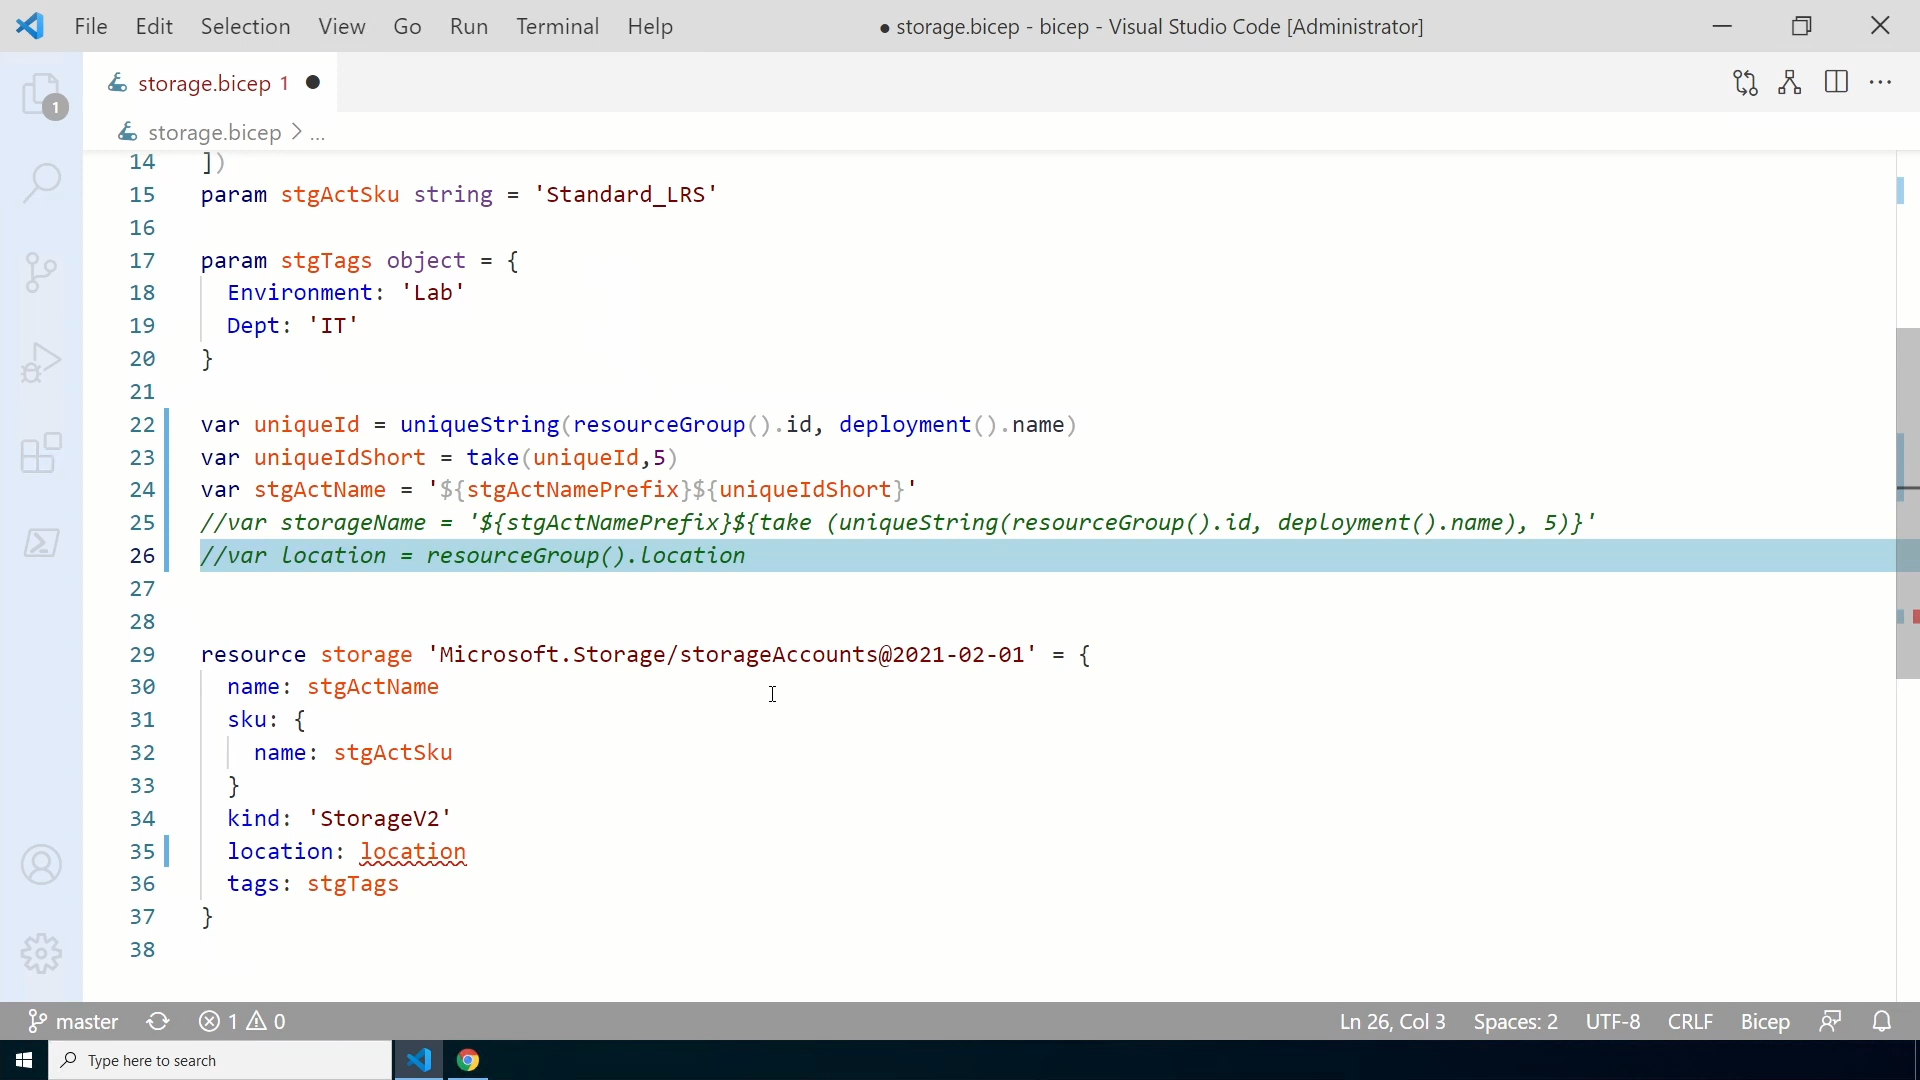 File Edit Selection View Go Run Terminal Help
● storage.bicep - bicep - Visual Studio Code [Administrator]
storage.bicep 1 ●
1
storage.bicep > ...
14 ])
15 param stgActSku string = 'Standard_LRS'
16
17 param stgTags object = {
18 Environment: 'Lab'
19 Dept: 'IT'
20 }
21
22 var uniqueId = uniqueString(resourceGroup().id, deployment().name)
23 var uniqueIdShort = take(uniqueId,5)
24 var stgActName = '${stgActNamePrefix}${uniqueIdShort}'
25 //var storageName = '${stgActNamePrefix}${take (uniqueString(resourceGroup().id, deployment().name), 5)}'
26 //var location = resourceGroup().location
27
28
29 resource storage 'Microsoft.Storage/storageAccounts@2021-02-01' = {
30 name: stgActName
31 sku: {
32 name: stgActSku
33 }
34 kind: 'StorageV2'
35 location: location
36 tags: stgTags
37 }
38
master 1 0 Ln 26, Col 3 Spaces: 2 UTF-8 CRLF Bicep
Type here to search